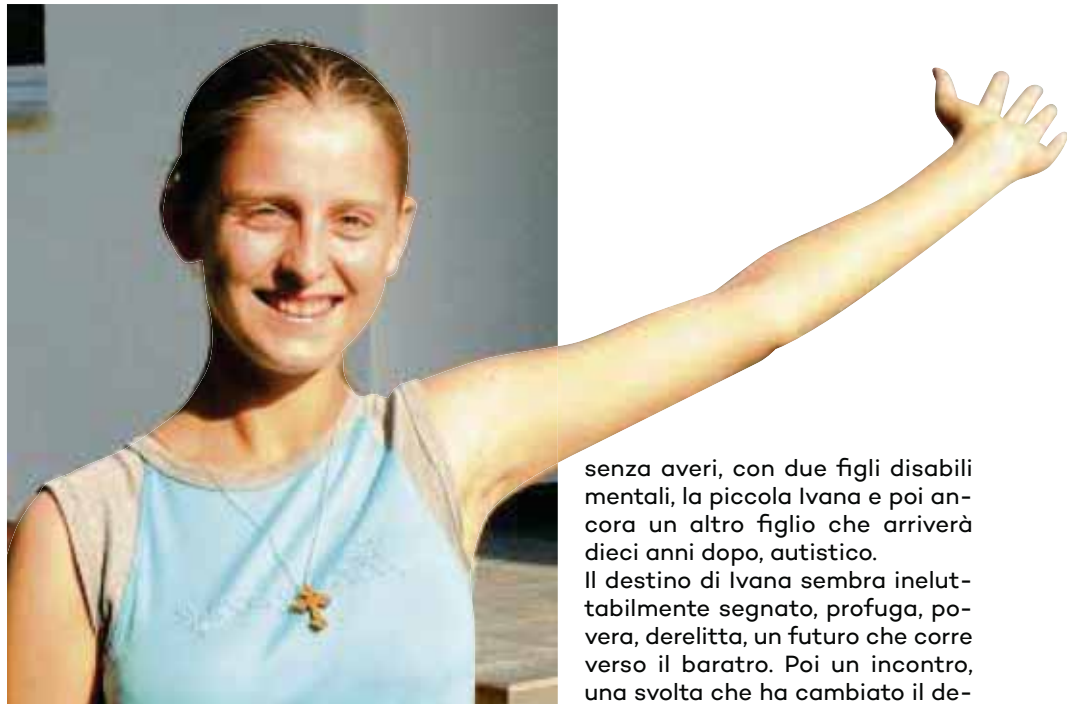 senza averi, con due figli disabili
mentali, la piccola Ivana e poi an-
cora un altro figlio che arriverà
dieci anni dopo, autistico.
Il destino di Ivana sembra inelut-
tabilmente segnato, profuga, po-
vera, derelitta, un futuro che corre
verso il baratro. Poi un incontro,
una svolta che ha cambiato il de-